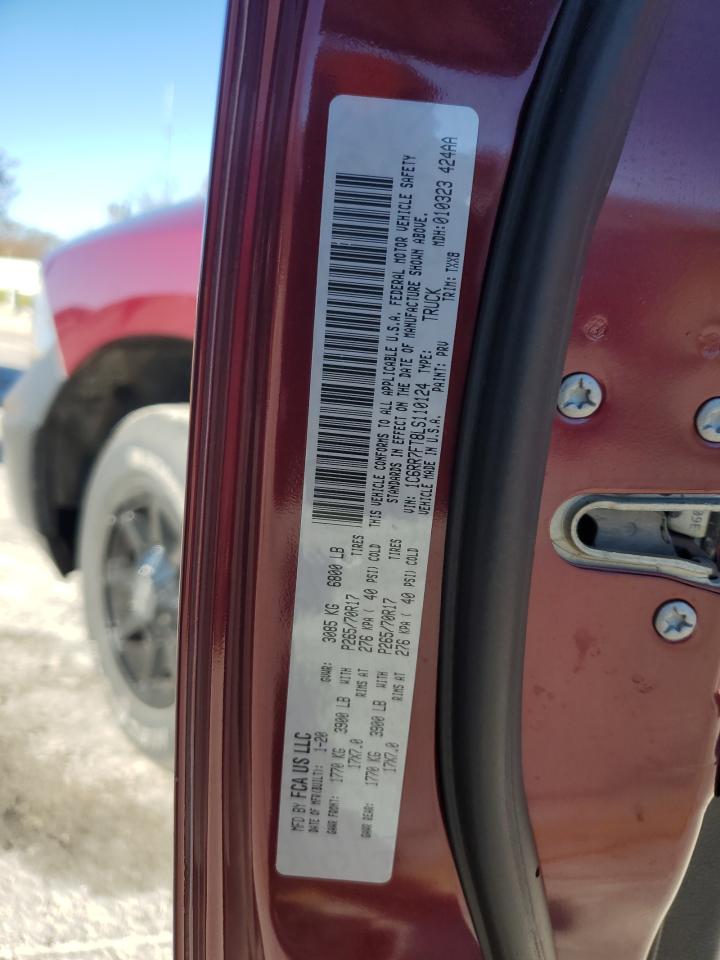 MFD BY FCA US LLC
DATE OF MFR(BUILT): 1-20 GVWR: 3085 KG 6800 LB
GAWR FRONT: 1770 KG 3900 LB WITH P265/70R17 TIRES
17X7.0 RIMS AT 276 KPA ( 40 PSI) COLD
GAWR REAR: 1770 KG 3900 LB WITH P265/70R17 TIRES
17X7.0 RIMS AT 276 KPA ( 40 PSI) COLD
THIS VEHICLE CONFORMS TO ALL APPLICABLE U.S.A. FEDERAL MOTOR VEHICLE SAFETY
STANDARDS IN EFFECT ON THE DATE OF MANUFACTURE SHOWN ABOVE.
VIN: 1C6RR7FT8LS110124 TYPE: TRUCK MDH:010323 424AA
VEHICLE MADE IN U.S.A. PAINT: PRV TRIM: TXX8